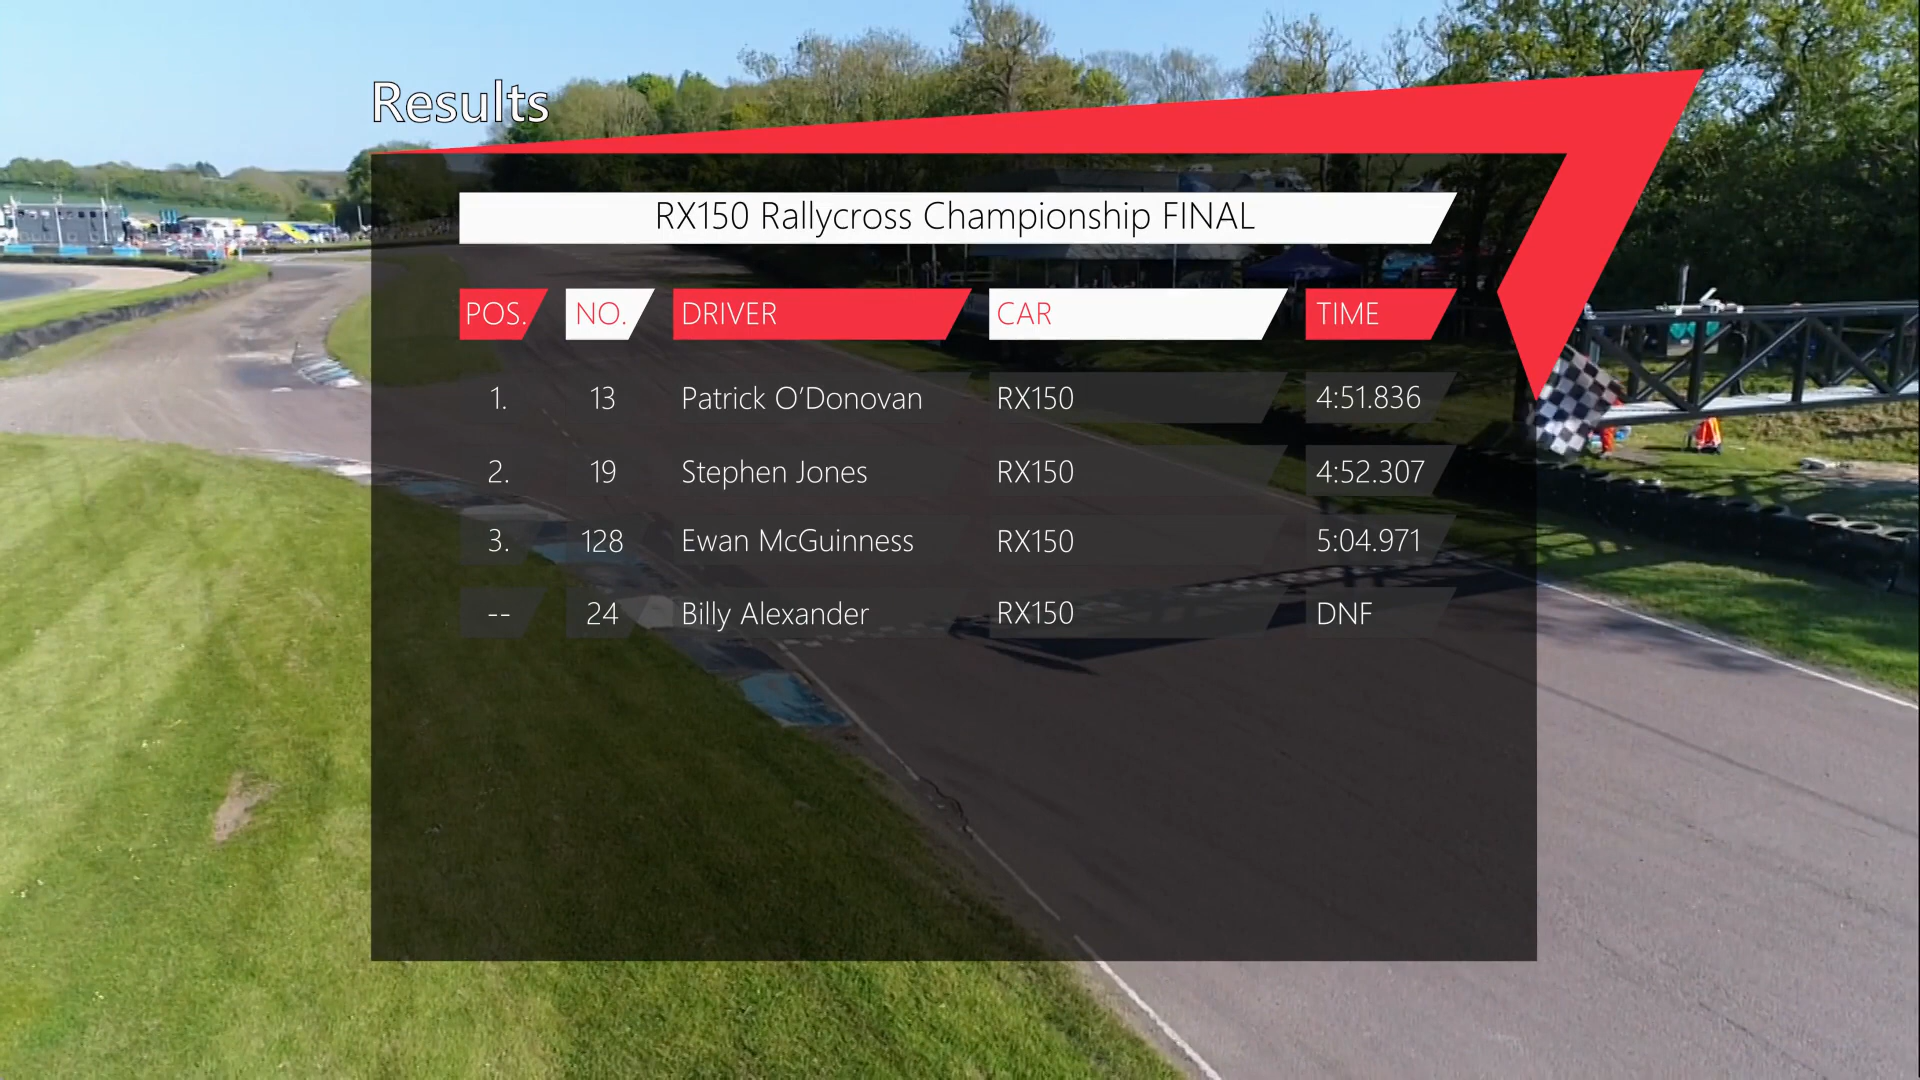 Results
RX150 Rallycross Championship FINAL
POS. NO. DRIVER CAR TIME
1. 13 Patrick O’Donovan RX150 4:51.836
2. 19 Stephen Jones RX150 4:52.307
3. 128 Ewan McGuinness RX150 5:04.971
-- 24 Billy Alexander RX150 DNF